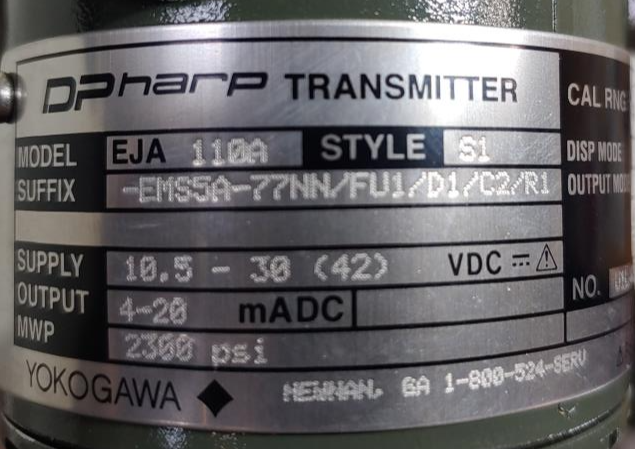 DPharp TRANSMITTER
CAL RNG
MODEL EJA 110A STYLE S1
DISP MODE
SUFFIX -EMS5A-77NN/FU1/D1/C2/R1
OUTPUT MODE
SUPPLY 10.5 - 30 (42) VDC
OUTPUT 4-20 mADC
NO.
MWP 2300 psi
YOKOGAWA NEWNAN, GA 1-800-524-SERV